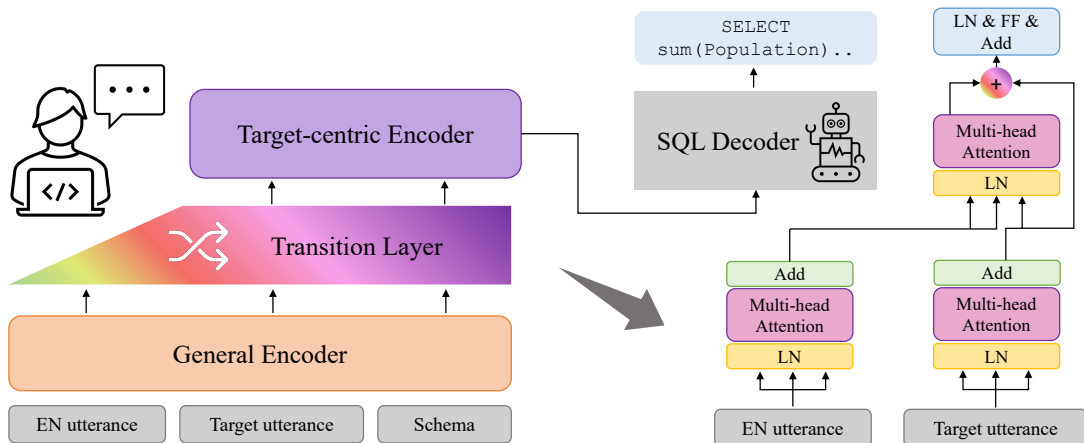 Target-centric Encoder
Transition Layer
General Encoder
EN utterance
Target utterance
Schema
SELECT
sum(Population)..
SQL Decoder
LN & FF &
Add
+
Multi-head
Attention
LN
Add
Multi-head
Attention
LN
EN utterance
Add
Multi-head
Attention
LN
Target utterance